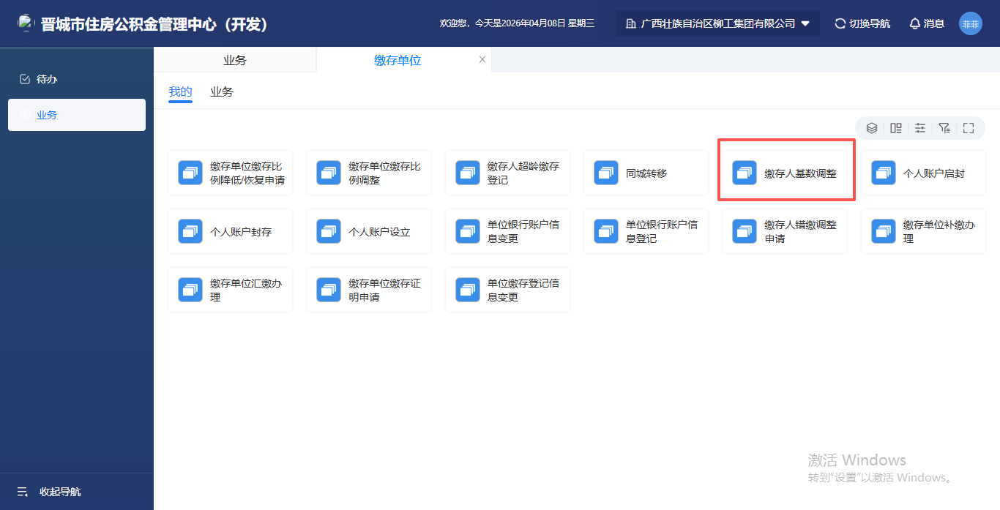 晋城市住房公积金管理中心（开发）
欢迎您，今天是2026年04月08日 星期三
广西壮族自治区柳工集团有限公司
切换导航
消息
菲菲
待办
业务
收起导航
业务
缴存单位
我的
业务
缴存单位缴存比
例降低/恢复申请
缴存单位缴存比
例调整
缴存人超龄缴存
登记
同城转移
缴存人基数调整
个人账户启封
个人账户封存
个人账户设立
单位银行账户信
息变更
单位银行账户信
息登记
缴存人错缴调整
申请
缴存单位补缴办
理
缴存单位汇缴办
理
缴存单位缴存证
明申请
单位缴存登记信
息变更
激活 Windows
转到"设置"以激活 Windows。